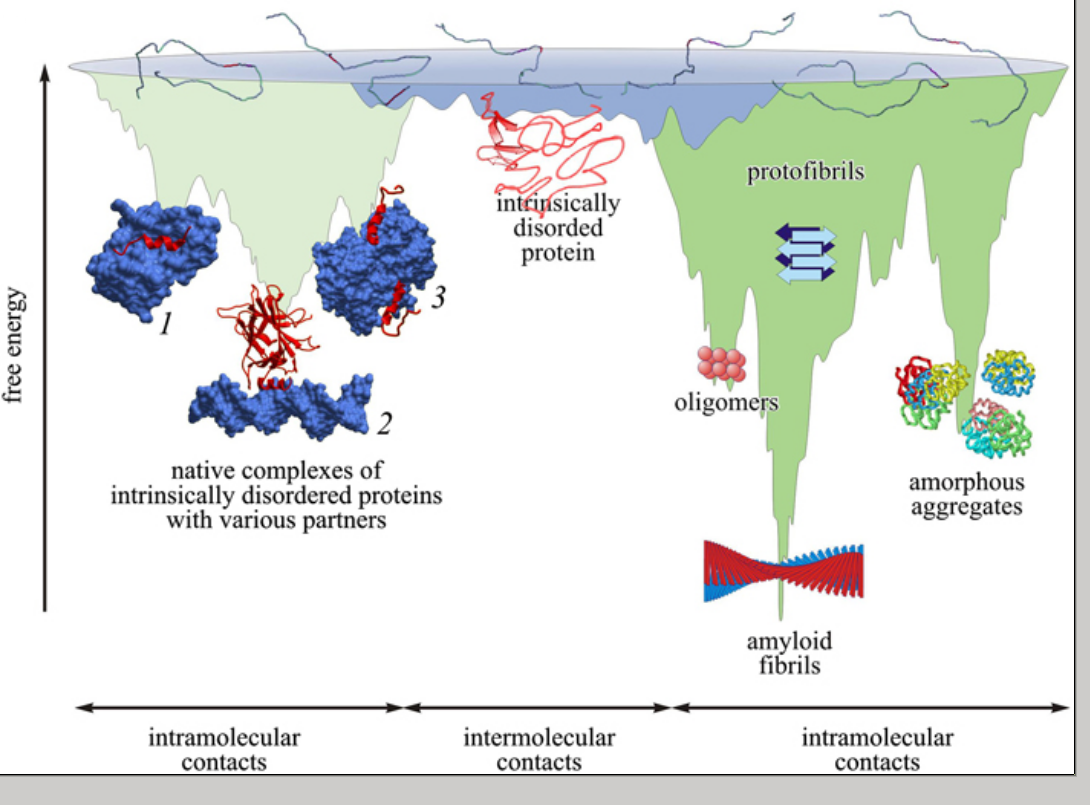 free energy
protofibrils
intrinsically
disorded
protein
1
3
2
oligomers
native complexes of
intrinsically disordered proteins
with various partners
amorphous
aggregates
amyloid
fibrils
intramolecular
contacts
intermolecular
contacts
intramolecular
contacts